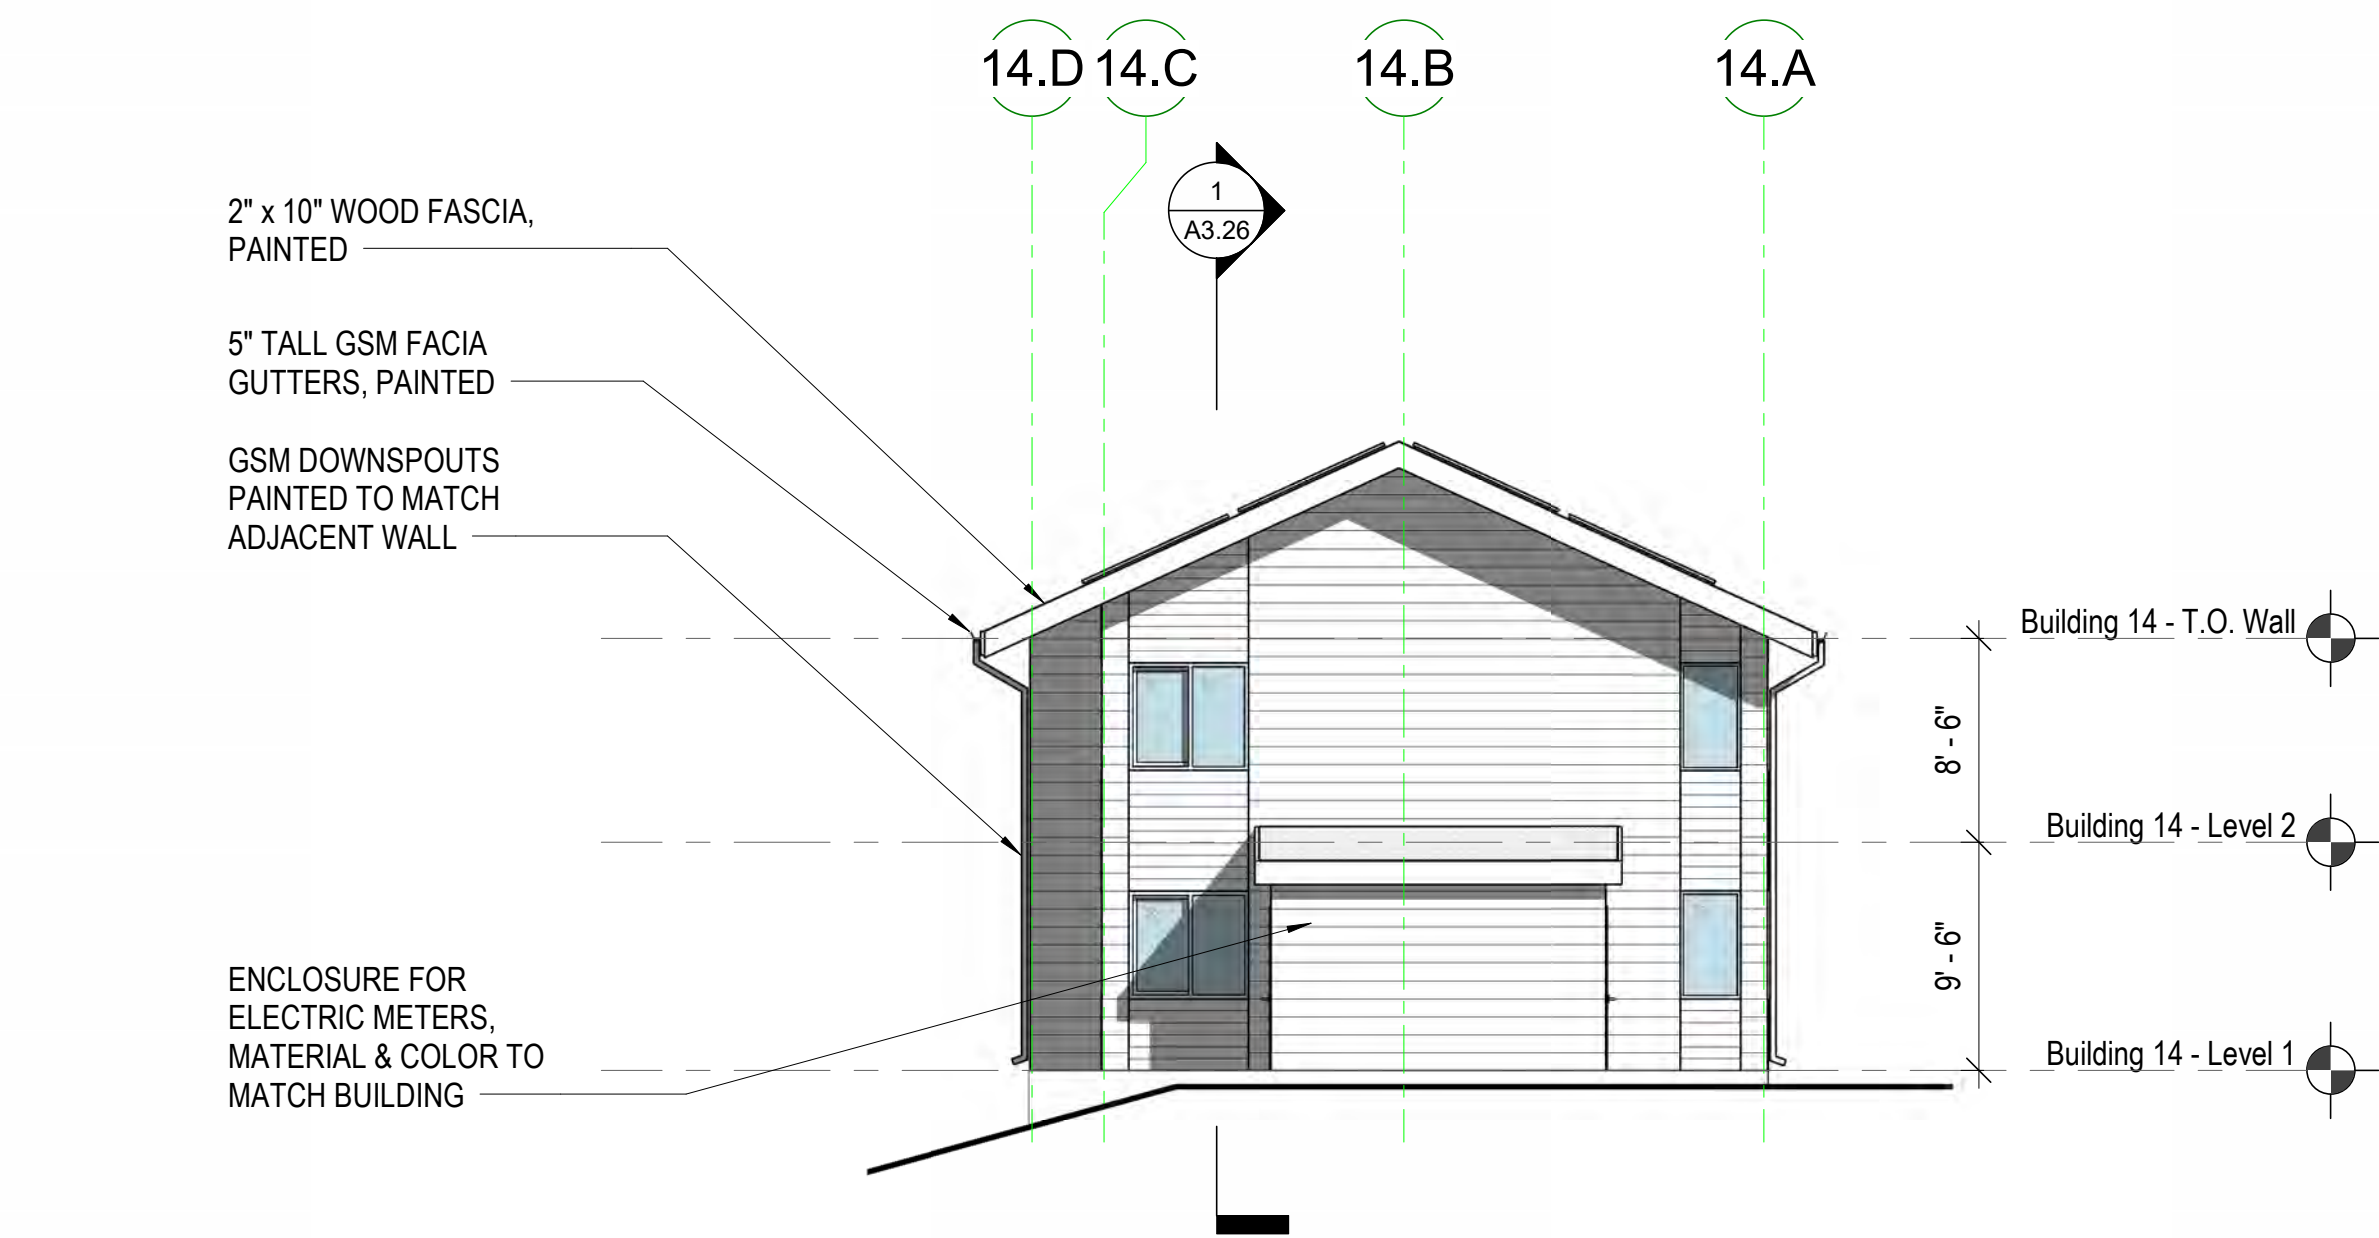 14.D 14.C 14.B 14.A
1
A3.26
2" x 10" WOOD FASCIA,
PAINTED
5" TALL GSM FACIA
GUTTERS, PAINTED
GSM DOWNSPOUTS
PAINTED TO MATCH
ADJACENT WALL
ENCLOSURE FOR
ELECTRIC METERS,
MATERIAL & COLOR TO
MATCH BUILDING
Building 14 - T.O. Wall
8' - 6"
Building 14 - Level 2
9' - 6"
Building 14 - Level 1